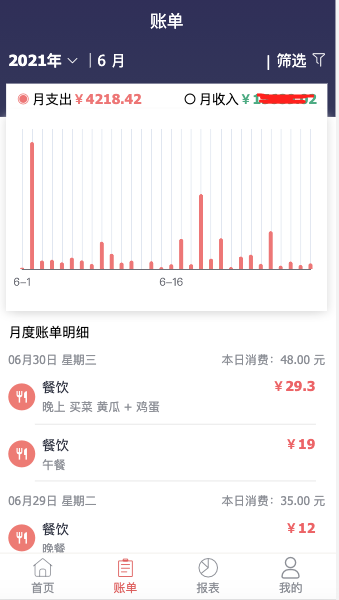 账单
2021年 | 6 月 | 筛选
月支出 ¥4218.42 月收入 ¥
6-1 6-16
月度账单明细
06月30日 星期三 本日消费：48.00 元
餐饮 ¥29.3
晚上 买菜 黄瓜 + 鸡蛋
餐饮 ¥19
午餐
06月29日 星期二 本日消费：35.00 元
餐饮 ¥12
晚餐
首页 账单 报表 我的